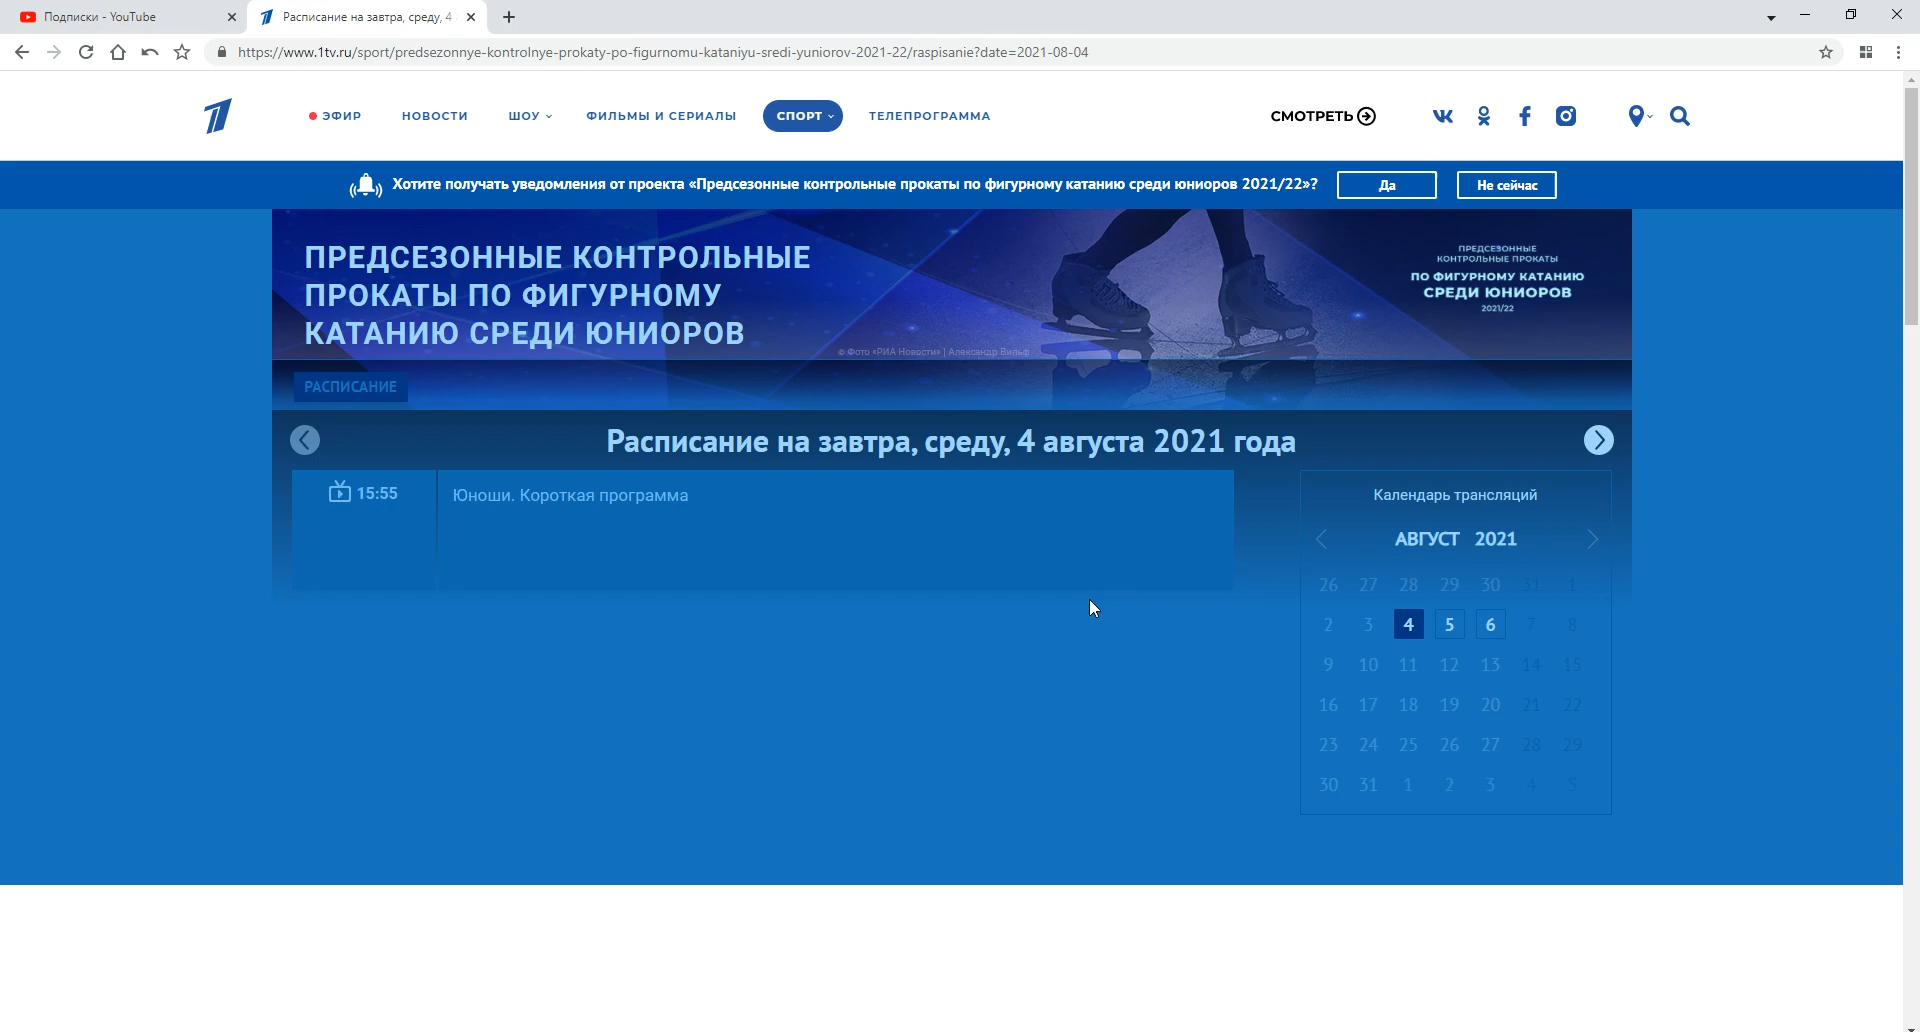 Подписки - YouTube
Расписание на завтра, среду, 4
https://www.1tv.ru/sport/predsezonnye-kontrolnye-prokaty-po-figurnomu-kataniyu-sredi-yuniorov-2021-22/raspisanie?date=2021-08-04
ЭФИР НОВОСТИ ШОУ ФИЛЬМЫ И СЕРИАЛЫ СПОРТ ТЕЛЕПРОГРАММА СМОТРЕТЬ
Хотите получать уведомления от проекта «Предсезонные контрольные прокаты по фигурному катанию среди юниоров 2021/22»? Да Не сейчас
ПРЕДСЕЗОННЫЕ КОНТРОЛЬНЫЕ
ПРОКАТЫ ПО ФИГУРНОМУ
КАТАНИЮ СРЕДИ ЮНИОРОВ
ПРЕДСЕЗОННЫЕ
КОНТРОЛЬНЫЕ ПРОКАТЫ
ПО ФИГУРНОМУ КАТАНИЮ
СРЕДИ ЮНИОРОВ
2021/22
© Фото «РИА Новости» | Александр Вильф
РАСПИСАНИЕ
Расписание на завтра, среду, 4 августа 2021 года
15:55 Юноши. Короткая программа
Календарь трансляций
АВГУСТ 2021
26 27 28 29 30 31 1
2 3 4 5 6 7 8
9 10 11 12 13 14 15
16 17 18 19 20 21 22
23 24 25 26 27 28 29
30 31 1 2 3 4 5